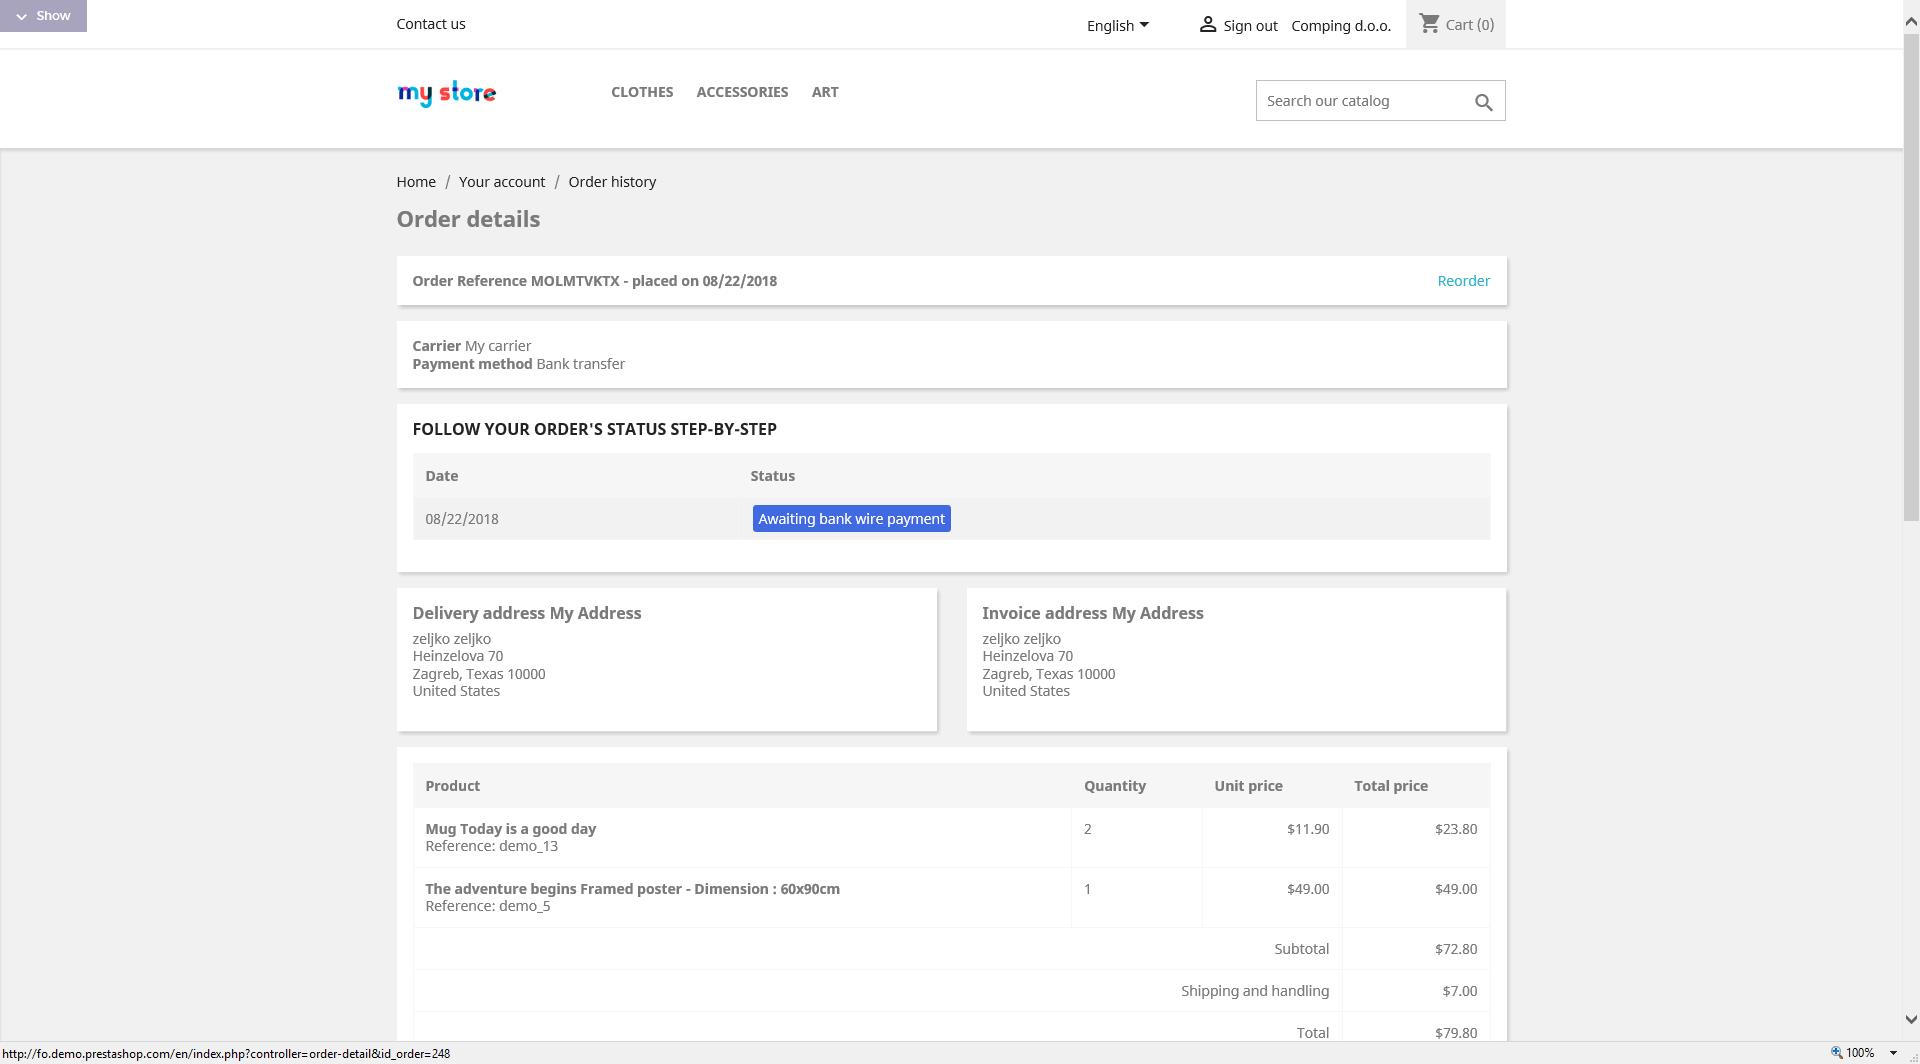 Show
Contact us
English
Sign out
Comping d.o.o.
Cart (0)
my store
CLOTHES
ACCESSORIES
ART
Search our catalog
Home / Your account / Order history
Order details
Order Reference MOLMTVKTX - placed on 08/22/2018
Reorder
Carrier My carrier
Payment method Bank transfer
FOLLOW YOUR ORDER'S STATUS STEP-BY-STEP
Date Status
08/22/2018 Awaiting bank wire payment
Delivery address My Address
zeljko zeljko
Heinzelova 70
Zagreb, Texas 10000
United States
Invoice address My Address
zeljko zeljko
Heinzelova 70
Zagreb, Texas 10000
United States
Product Quantity Unit price Total price
Mug Today is a good day 2 $11.90 $23.80
Reference: demo_13
The adventure begins Framed poster - Dimension : 60x90cm 1 $49.00 $49.00
Reference: demo_5
Subtotal $72.80
Shipping and handling $7.00
Total $79.80
http://fo.demo.prestashop.com/en/index.php?controller=order-detail&id_order=248
100%